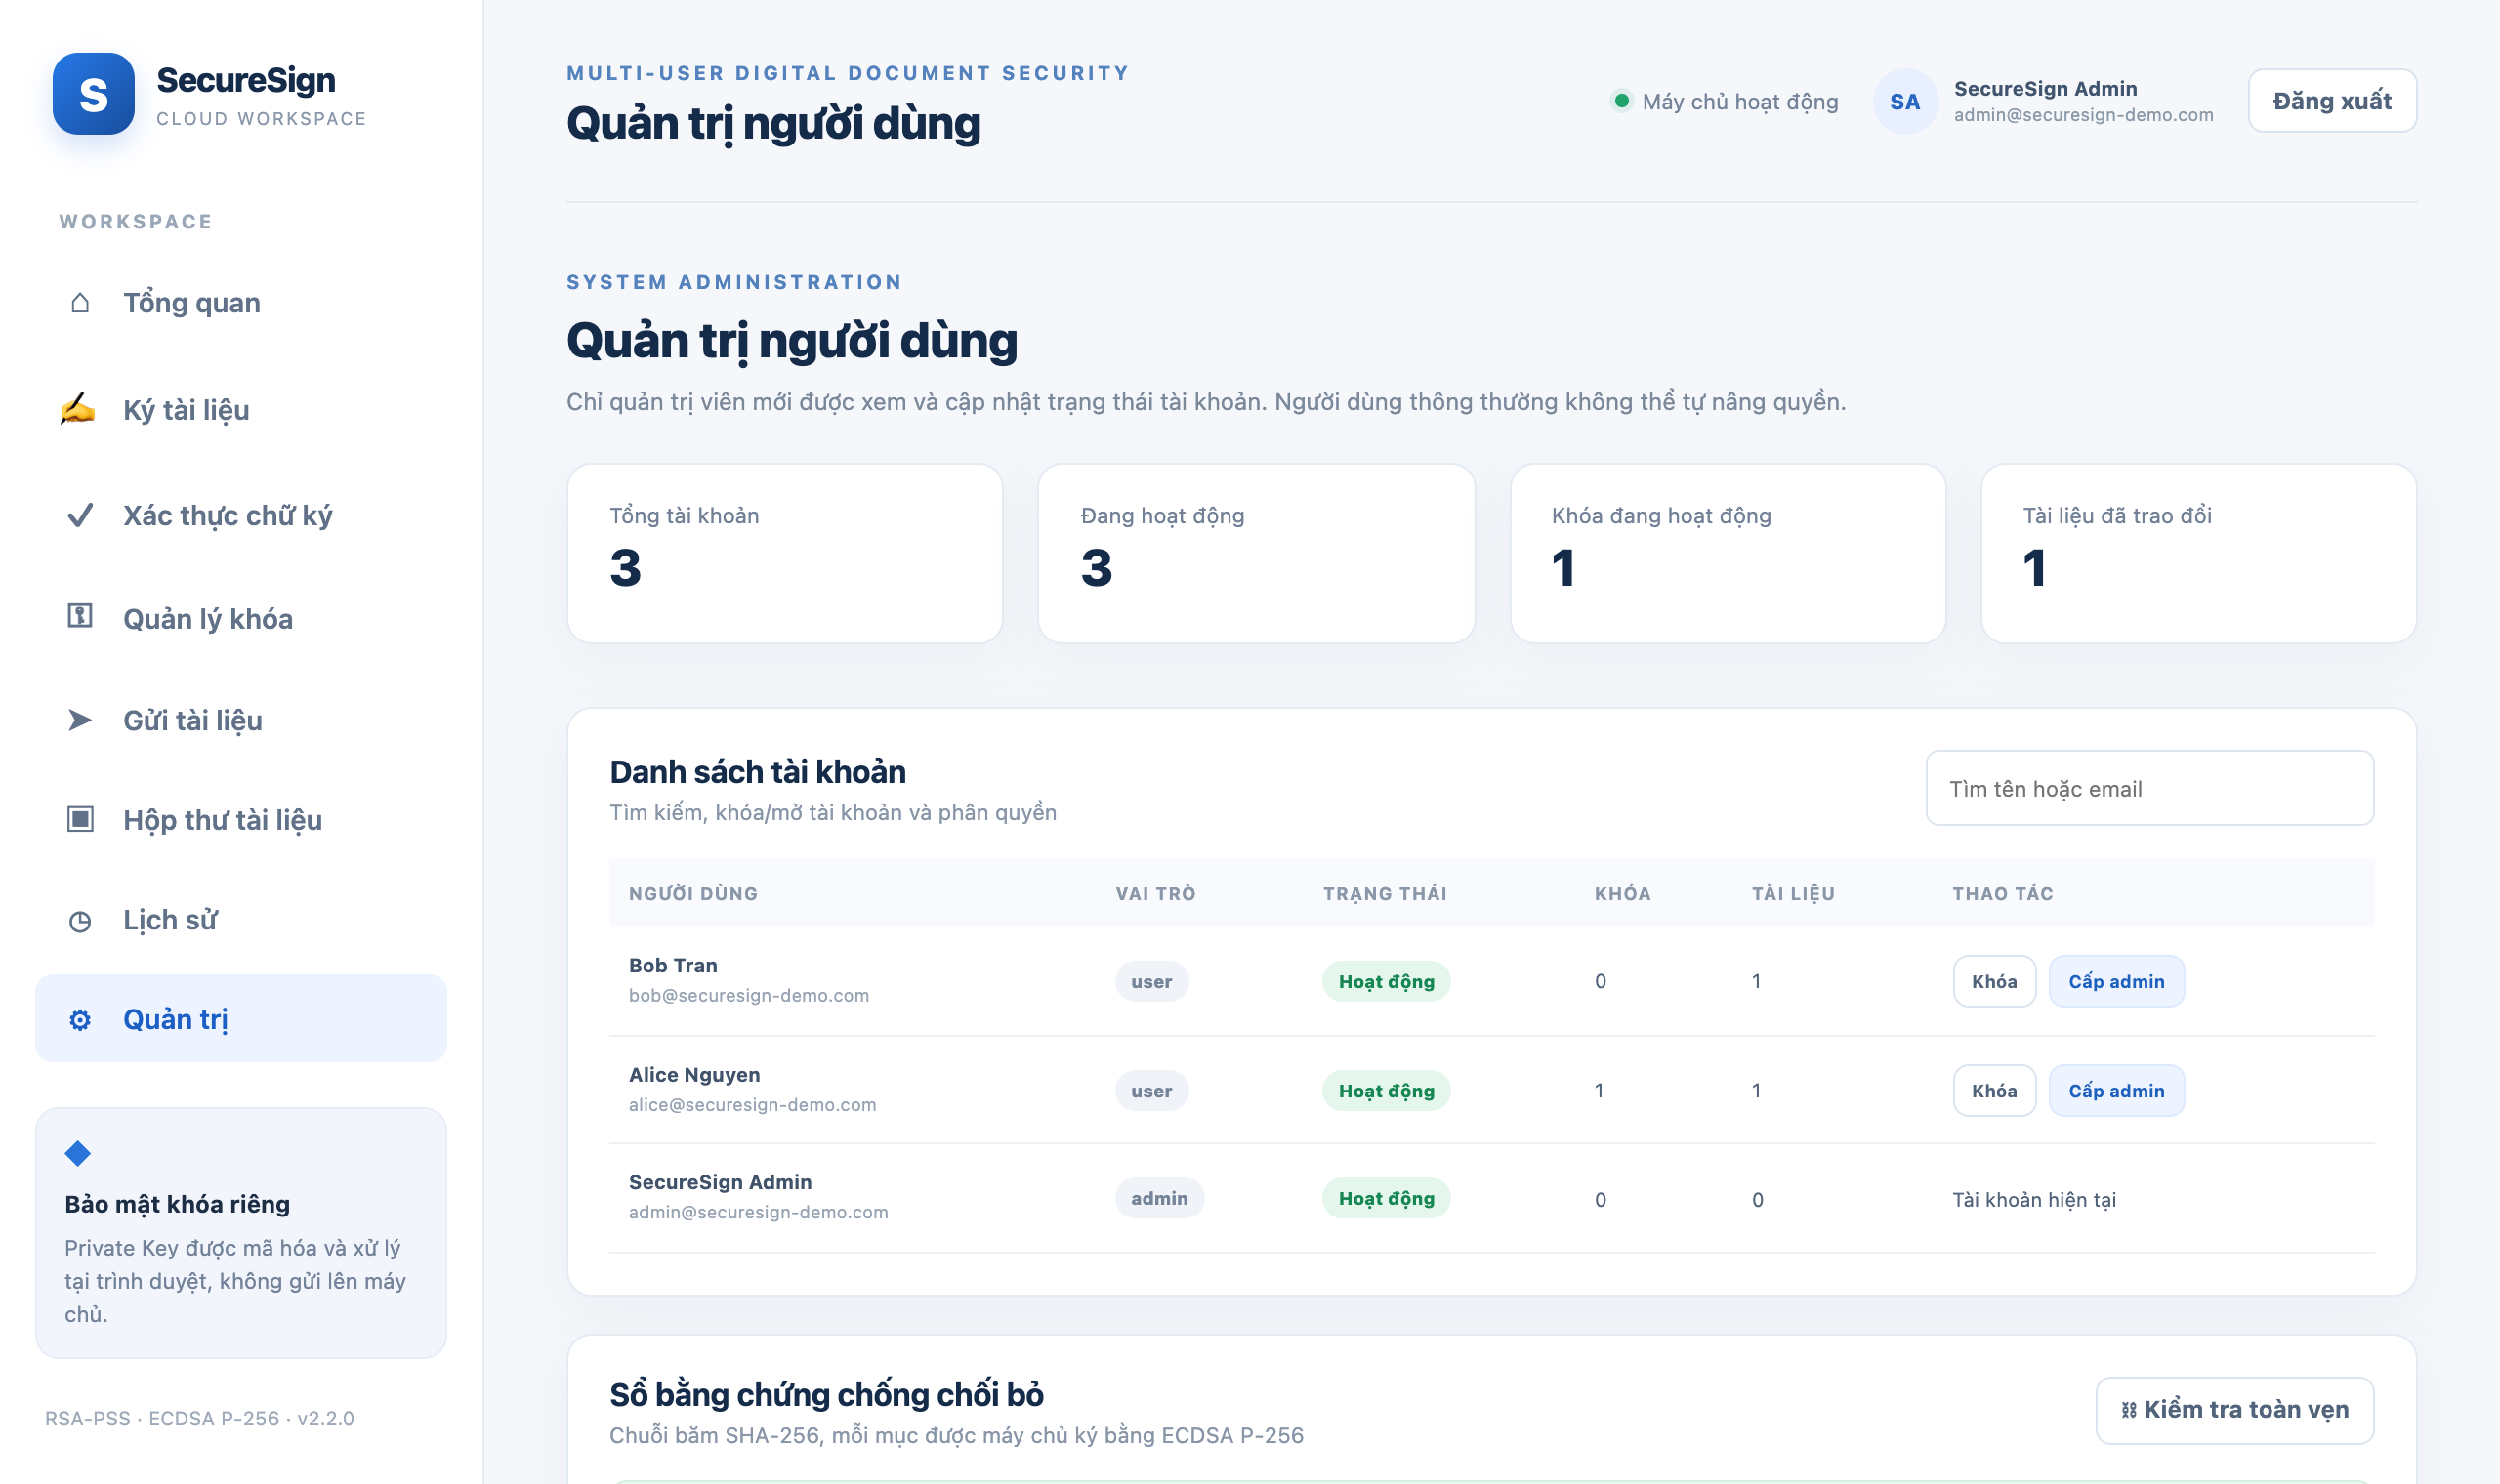 S
SecureSign
CLOUD WORKSPACE
WORKSPACE
Tổng quan
Ký tài liệu
Xác thực chữ ký
Quản lý khóa
Gửi tài liệu
Hộp thư tài liệu
Lịch sử
Quản trị
Bảo mật khóa riêng
Private Key được mã hóa và xử lý
tại trình duyệt, không gửi lên máy
chủ.
RSA-PSS · ECDSA P-256 · v2.2.0
MULTI-USER DIGITAL DOCUMENT SECURITY
Quản trị người dùng
Máy chủ hoạt động
SA
SecureSign Admin
admin@securesign-demo.com
Đăng xuất
SYSTEM ADMINISTRATION
Quản trị người dùng
Chỉ quản trị viên mới được xem và cập nhật trạng thái tài khoản. Người dùng thông thường không thể tự nâng quyền.
Tổng tài khoản
3
Đang hoạt động
3
Khóa đang hoạt động
1
Tài liệu đã trao đổi
1
Danh sách tài khoản
Tìm kiếm, khóa/mở tài khoản và phân quyền
Tìm tên hoặc email
NGƯỜI DÙNG VAI TRÒ TRẠNG THÁI KHÓA TÀI LIỆU THAO TÁC
Bob Tran
bob@securesign-demo.com
user Hoạt động 0 1 Khóa Cấp admin
Alice Nguyen
alice@securesign-demo.com
user Hoạt động 1 1 Khóa Cấp admin
SecureSign Admin
admin@securesign-demo.com
admin Hoạt động 0 0 Tài khoản hiện tại
Sổ bằng chứng chống chối bỏ
Chuỗi băm SHA-256, mỗi mục được máy chủ ký bằng ECDSA P-256
⛓ Kiểm tra toàn vẹn